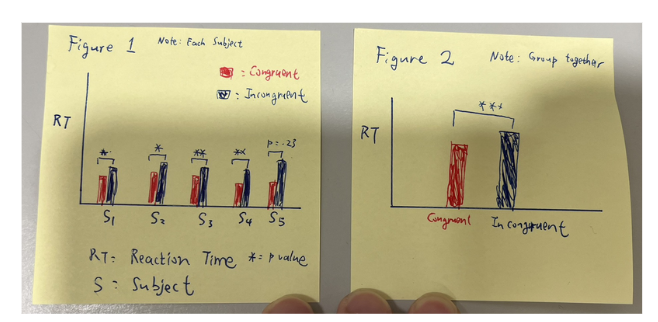 Figure 1 Note: Each Subject
: Congruent
: Incongruent
RT
* * ** ** p = .23
S1 S2 S3 S4 S5
RT: Reaction Time *= p value
S : Subject
Figure 2 Note: Group together
***
RT
Congruent Incongruent